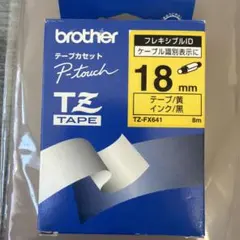 brother
テープカセット
P-touch
TZ
TAPE
フレキシブルID
ケーブル識別表示に
18mm
テープ/黄
インク/黒
TZ-FX641
8m